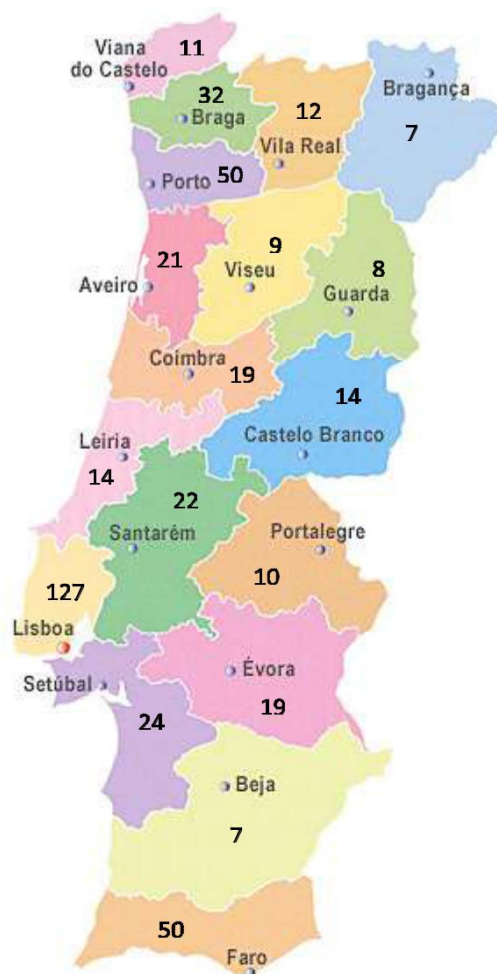 11
Viana
do Castelo
32
Braga
12
Vila Real
Bragança
7
50
Porto
21
Aveiro
9
Viseu
8
Guarda
Coimbra
19
14
Castelo Branco
Leiria
14
22
Santarém
Portalegre
10
127
Lisboa
Setúbal
24
Évora
19
Beja
7
50
Faro